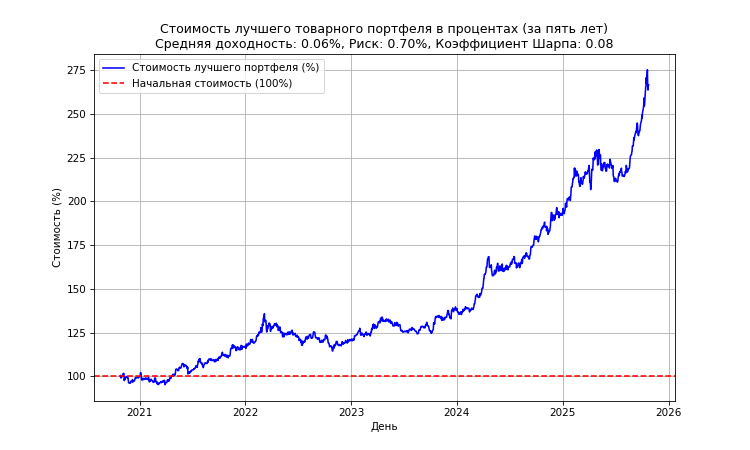 Стоимость лучшего товарного портфеля в процентах (за пять лет)
Средняя доходность: 0.06%, Риск: 0.70%, Коэффициент Шарпа: 0.08
Стоимость лучшего портфеля (%)
Начальная стоимость (100%)
Стоимость (%)
275
250
225
200
175
150
125
100
2021
2022
2023
2024
2025
2026
День